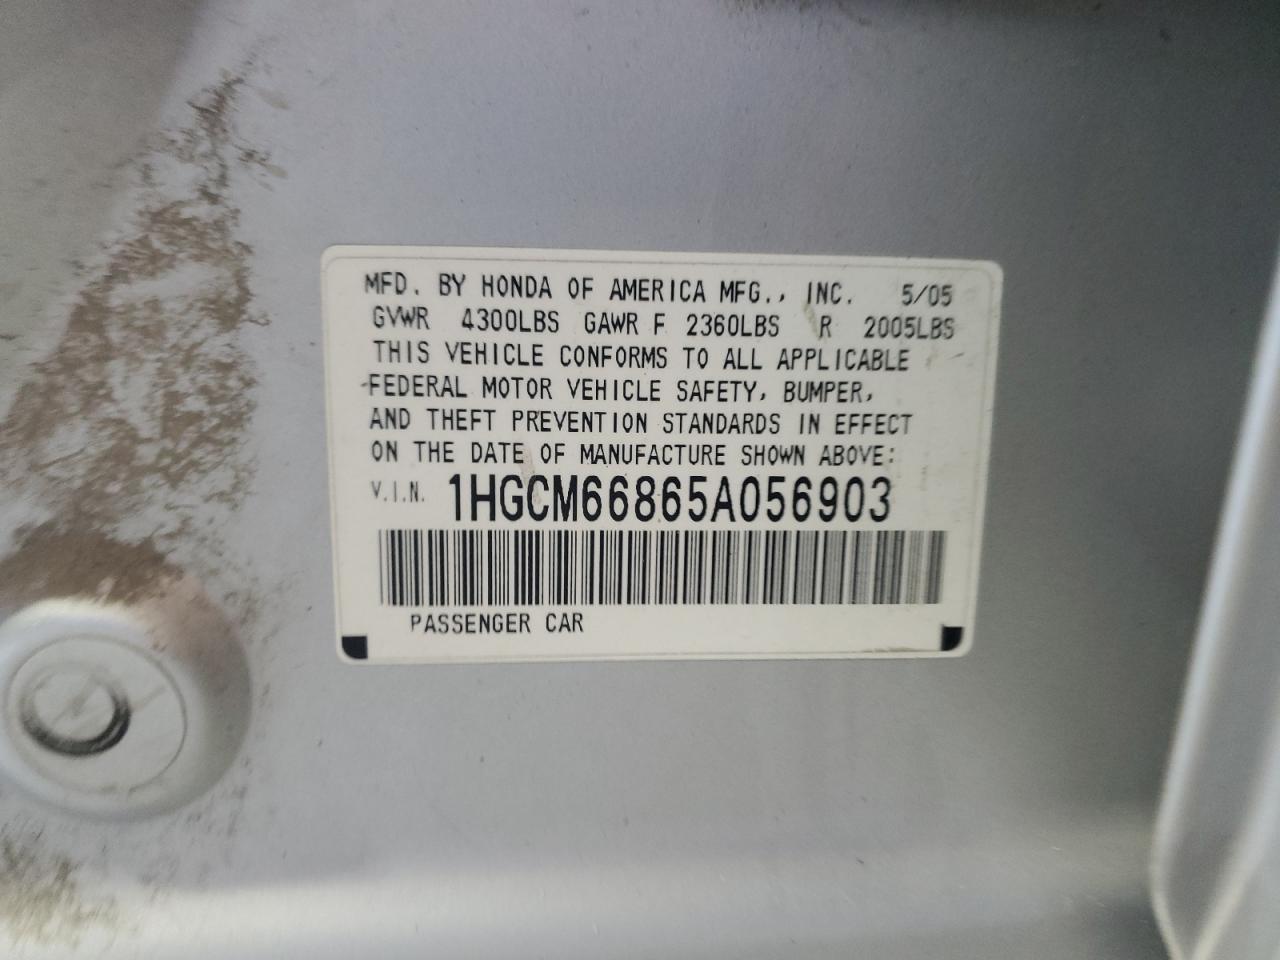 MFD. BY HONDA OF AMERICA MFG., INC. 5/05
GVWR 4300LBS GAWR F 2360LBS R 2005LBS
THIS VEHICLE CONFORMS TO ALL APPLICABLE
FEDERAL MOTOR VEHICLE SAFETY, BUMPER,
AND THEFT PREVENTION STANDARDS IN EFFECT
ON THE DATE OF MANUFACTURE SHOWN ABOVE:
V.I.N. 1HGCM66865A056903
PASSENGER CAR